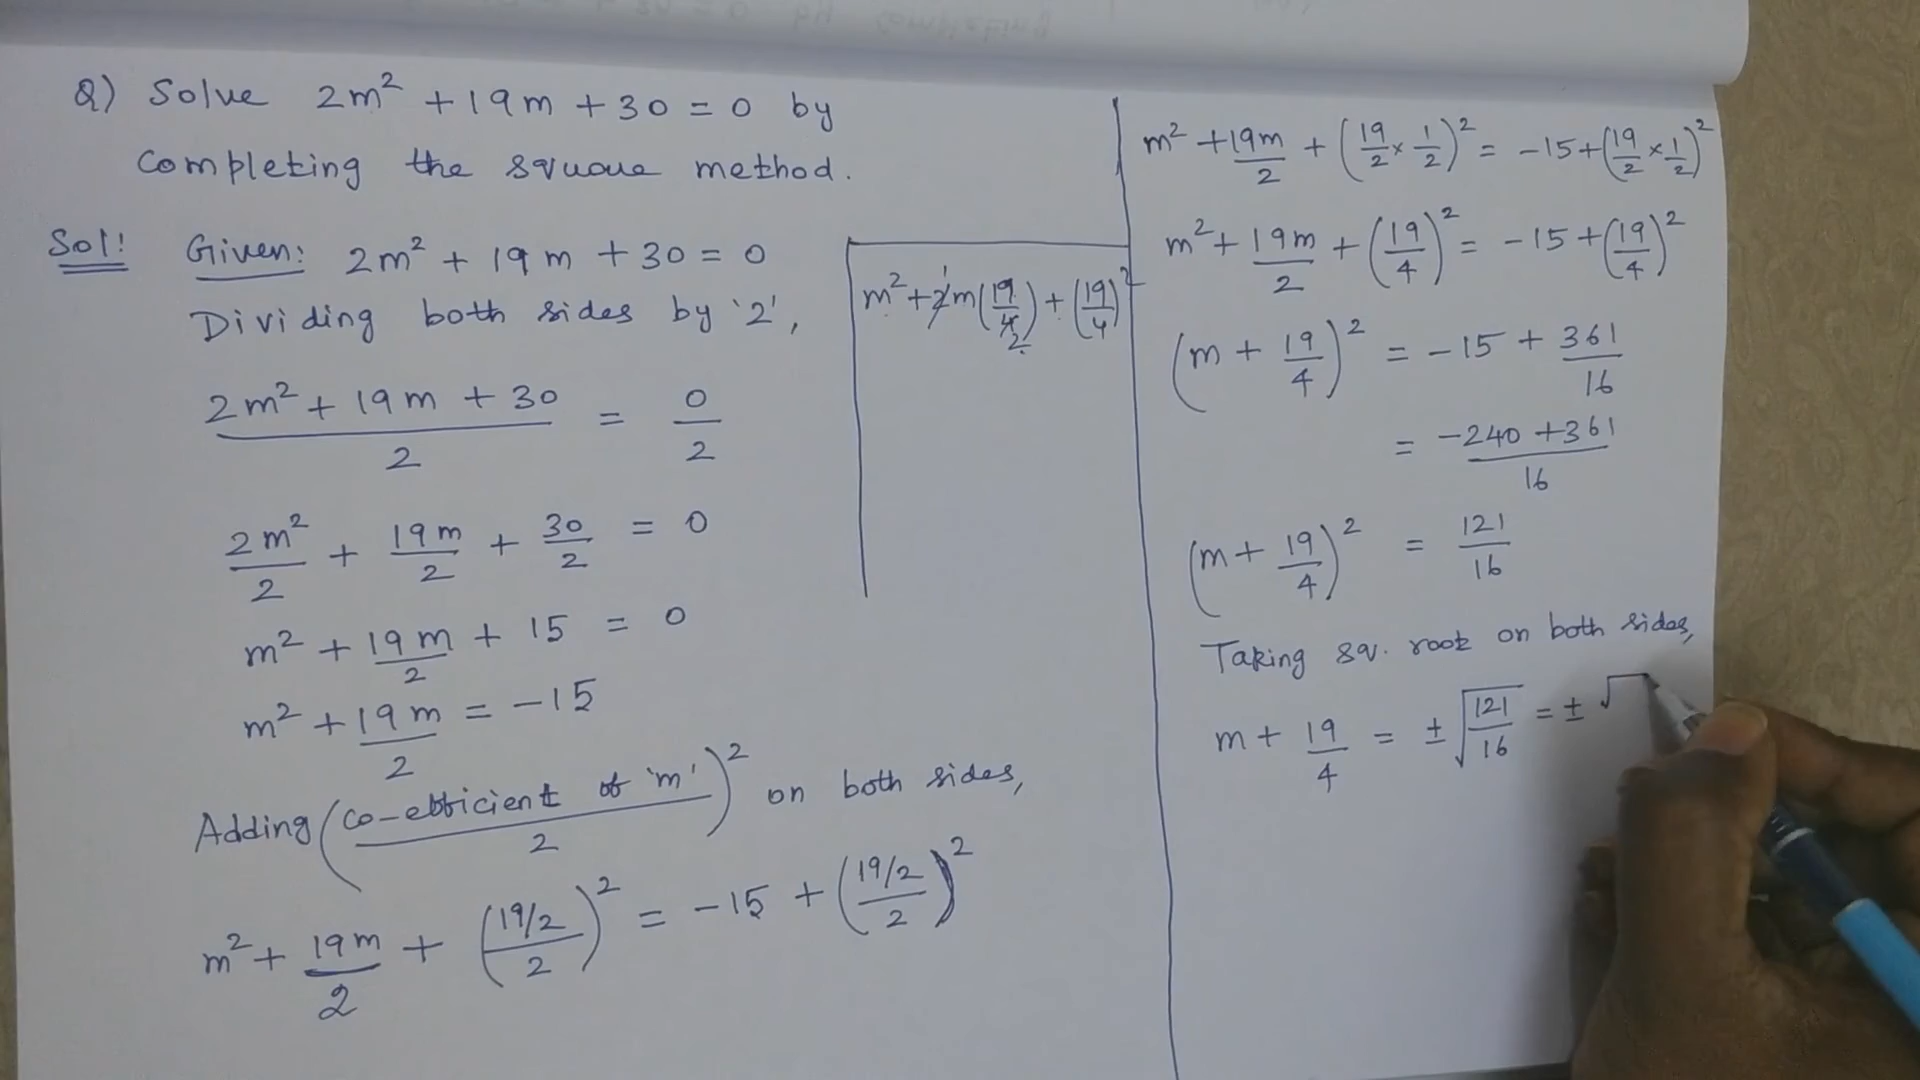 Q) Solve 2m² + 19m + 30 = 0 by
Completing the square method.
Sol: Given: 2m² + 19m + 30 = 0
Dividing both sides by '2',
(2m² + 19m + 30)/2 = 0/2
2m²/2 + 19m/2 + 30/2 = 0
m² + 19m/2 + 15 = 0
m² + 19m/2 = -15
Adding (co-efficient of 'm'/2)² on both sides,
m² + 19m/2 + ((19/2)/2)² = -15 + ((19/2)/2)²
m² + 2m(19/4) + (19/4)²
1
2
m² + 19m/2 + (19/2 × 1/2)² = -15 + (19/2 × 1/2)²
m² + 19m/2 + (19/4)² = -15 + (19/4)²
(m + 19/4)² = -15 + 361/16
= (-240 + 361)/16
(m + 19/4)² = 121/16
Taking sq. root on both sides,
m + 19/4 = ± √(121/16) = ± √